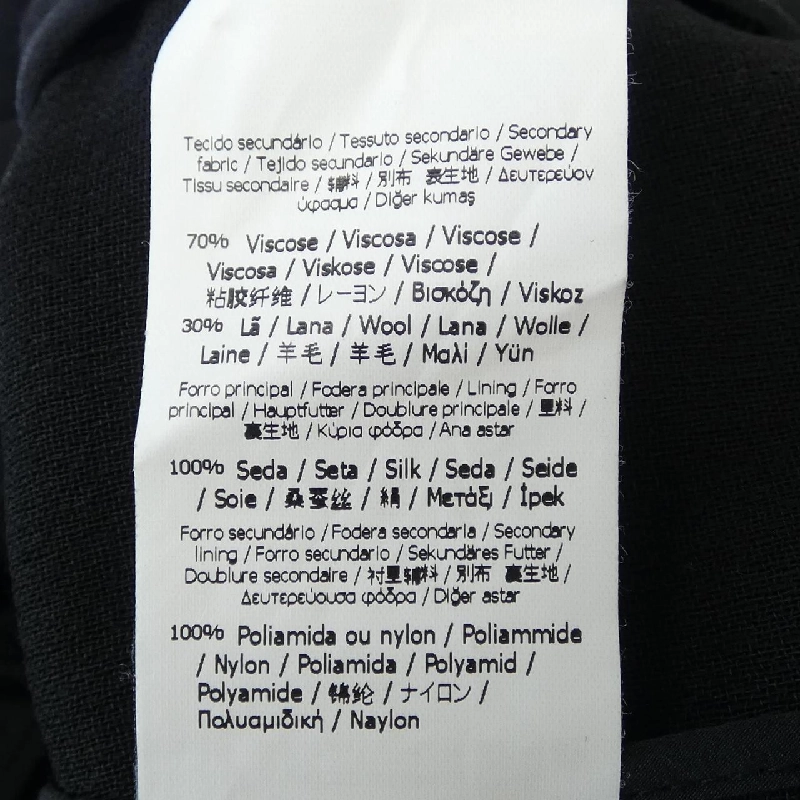 Tecido secundário / Tessuto secondario / Secondary
fabric / Tejido secundario / Sekundäre Gewebe /
Tissu secondaire / 辅料 / 別布 裏生地 / Δευτερεύον
ύφασμα / Diğer kumaş
70% Viscose / Viscosa / Viscose /
Viscosa / Viskose / Viscose /
粘胶纤维 / レーヨン / Βισκόζη / Viskoz
30% Lã / Lana / Wool / Lana / Wolle /
Laine / 羊毛 / 羊毛 / Μαλί / Yün
Forro principal / Fodera principale / Lining / Forro
principal / Hauptfutter / Doublure principale / 里料 /
裏生地 / Κύρια φόδρα / Ana astar
100% Seda / Seta / Silk / Seda / Seide
/ Soie / 桑蚕丝 / 絹 / Μετάξι / İpek
Forro secundário / Fodera secondaria / Secondary
lining / Forro secundario / Sekundäres Futter /
Doublure secondaire / 衬里辅料 / 別布 裏生地 /
Δευτερεύουσα φόδρα / Diğer astar
100% Poliamida ou nylon / Poliammide
/ Nylon / Poliamida / Polyamid /
Polyamide / 锦纶 / ナイロン /
Πολυαμιδική / Naylon